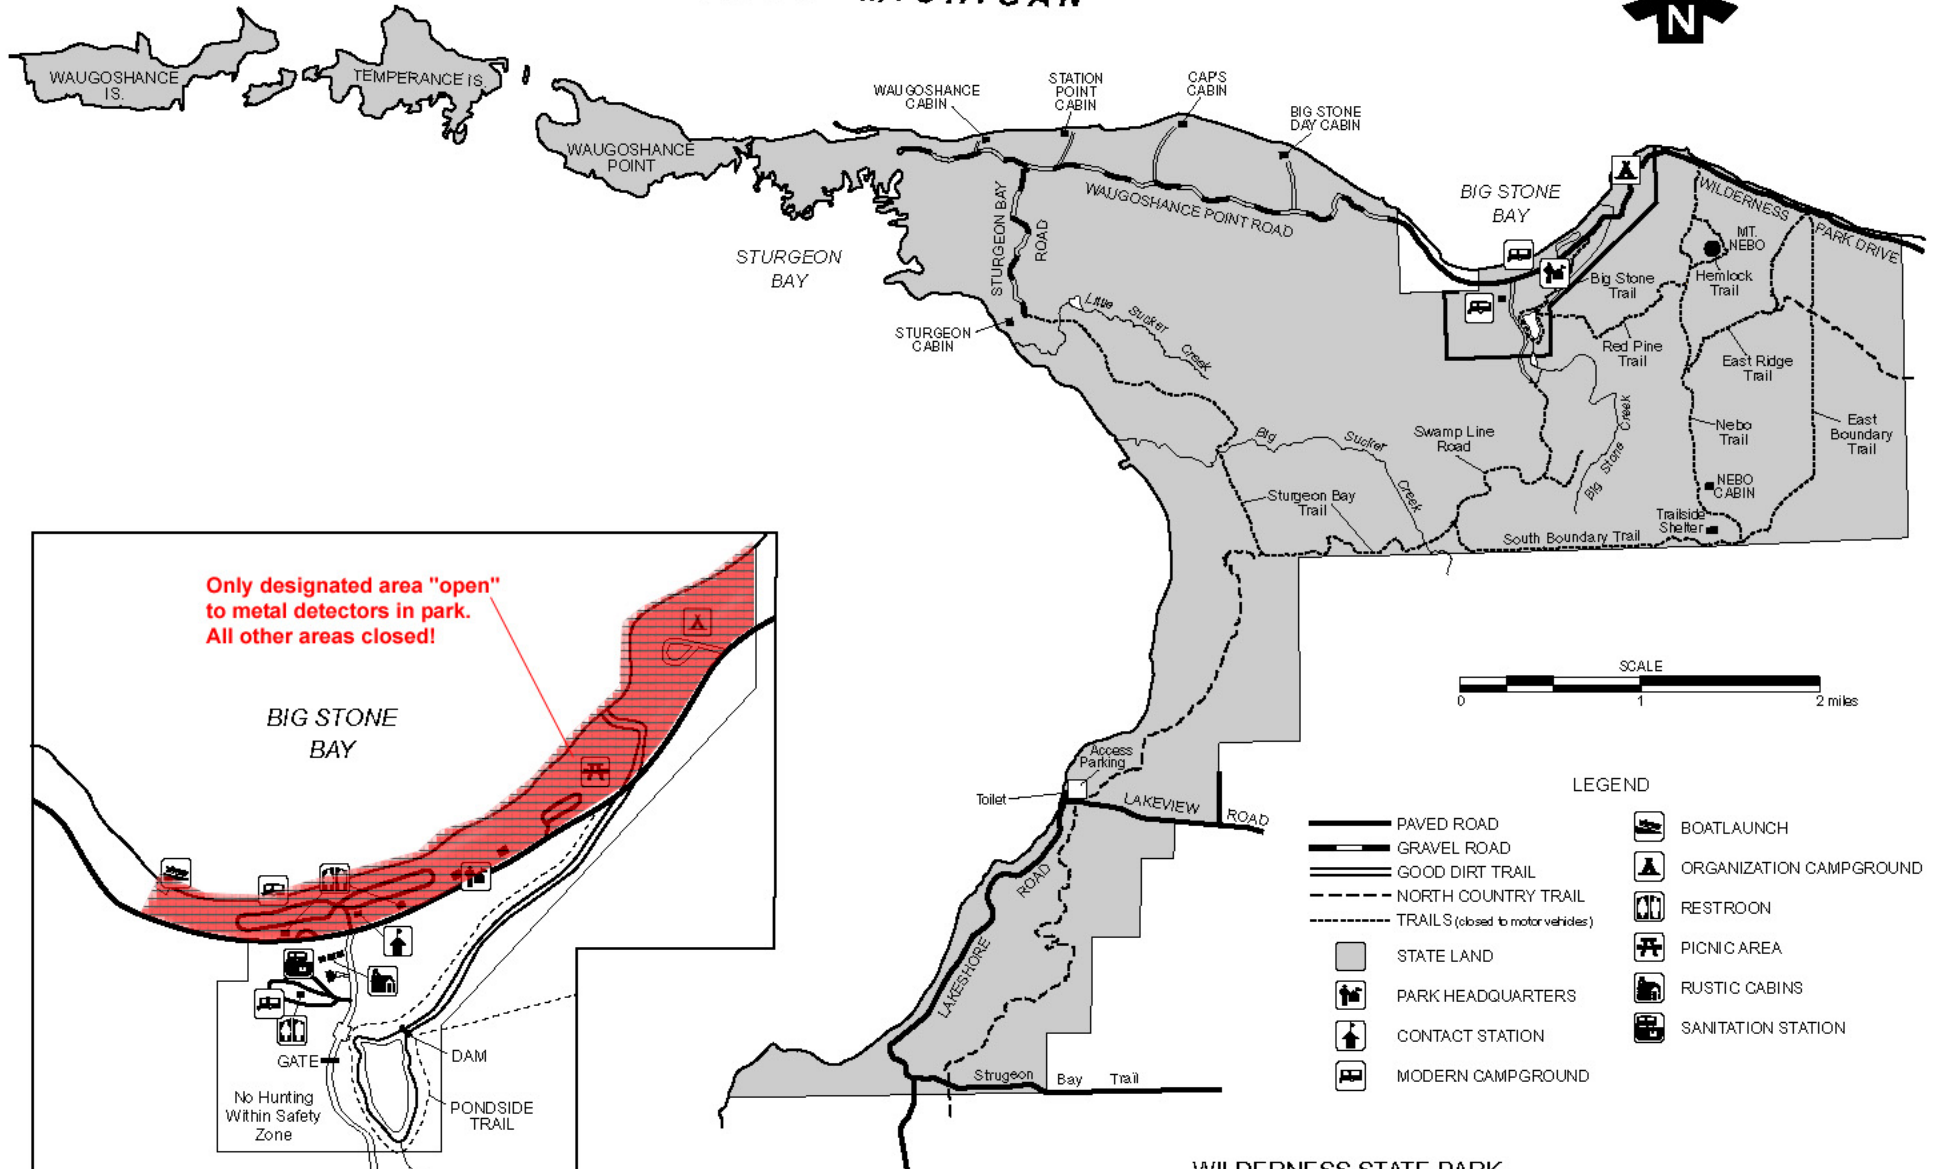 MICHIGAN
N
WAUGOSHANCE
IS.
TEMPERANCE IS.
WAUGOSHANCE
POINT
WAUGOSHANCE
CABIN
STATION
POINT
CABIN
CAP'S
CABIN
BIG STONE
DAY CABIN
BIG STONE
BAY
WILDERNESS
PARK DRIVE
MT.
NEBO
Hemlock
Trail
Big Stone
Trail
Red Pine
Trail
East Ridge
Trail
Nebo
Trail
East
Boundary
Trail
NEBO
CABIN
Trailside
Shelter
South Boundary Trail
Swamp Line
Road
Big Stone Creek
WAUGOSHANCE POINT ROAD
STURGEON BAY
ROAD
STURGEON
BAY
STURGEON
CABIN
Little Sucker Creek
Big Sucker Creek
Sturgeon Bay
Trail
Access
Parking
Toilet
LAKEVIEW ROAD
LAKESHORE ROAD
Strugeon Bay Trail
Only designated area "open"
to metal detectors in park.
All other areas closed!
BIG STONE
BAY
GATE
DAM
No Hunting
Within Safety
Zone
PONDSIDE
TRAIL
SCALE
0 1 2 miles
LEGEND
PAVED ROAD
GRAVEL ROAD
GOOD DIRT TRAIL
NORTH COUNTRY TRAIL
TRAILS (closed to motor vehicles)
STATE LAND
PARK HEADQUARTERS
CONTACT STATION
MODERN CAMPGROUND
BOATLAUNCH
ORGANIZATION CAMPGROUND
RESTROON
PICNIC AREA
RUSTIC CABINS
SANITATION STATION
WILDERNESS STATE PARK